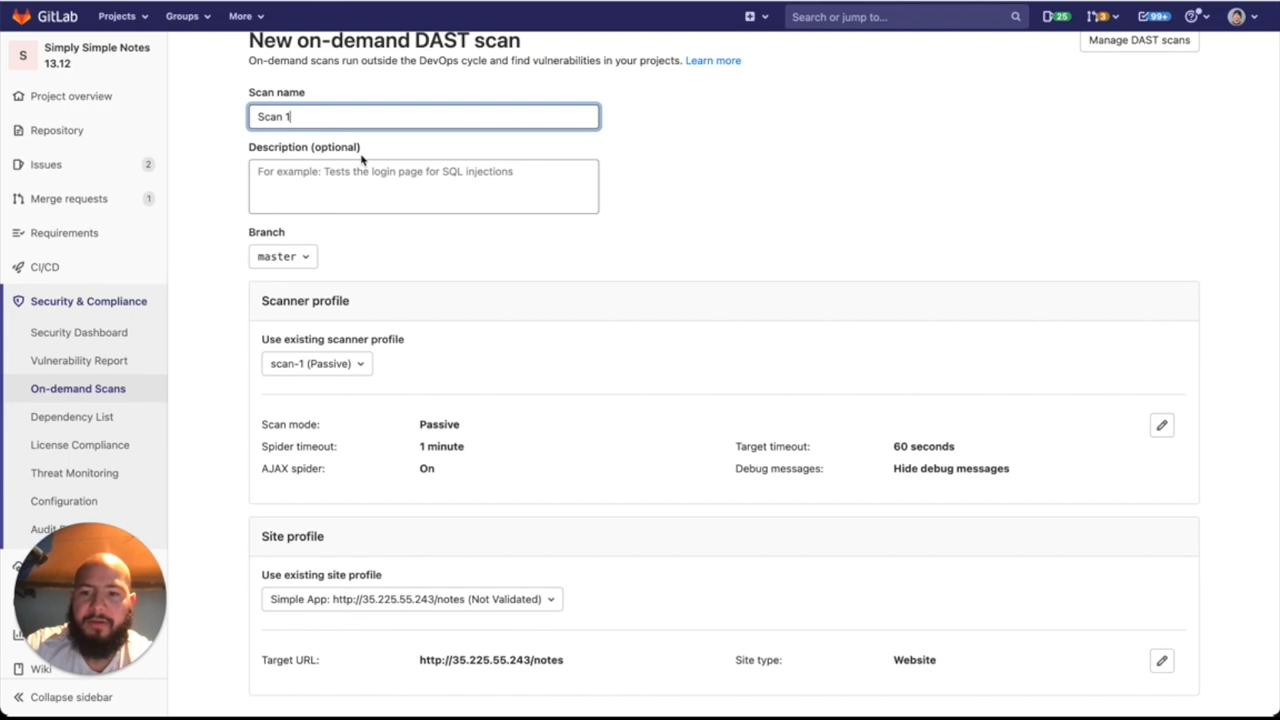 GitLab Projects Groups More Search or jump to... 25 3 99+
S Simply Simple Notes 13.12
Project overview
Repository
Issues 2
Merge requests 1
Requirements
CI/CD
Security & Compliance
Security Dashboard
Vulnerability Report
On-demand Scans
Dependency List
License Compliance
Threat Monitoring
Configuration
Audit
Wiki
Collapse sidebar
New on-demand DAST scan
Manage DAST scans
On-demand scans run outside the DevOps cycle and find vulnerabilities in your projects. Learn more
Scan name
Scan 1
Description (optional)
For example: Tests the login page for SQL injections
Branch
master
Scanner profile
Use existing scanner profile
scan-1 (Passive)
Scan mode: Passive
Spider timeout: 1 minute Target timeout: 60 seconds
AJAX spider: On Debug messages: Hide debug messages
Site profile
Use existing site profile
Simple App: http://35.225.55.243/notes (Not Validated)
Target URL: http://35.225.55.243/notes Site type: Website